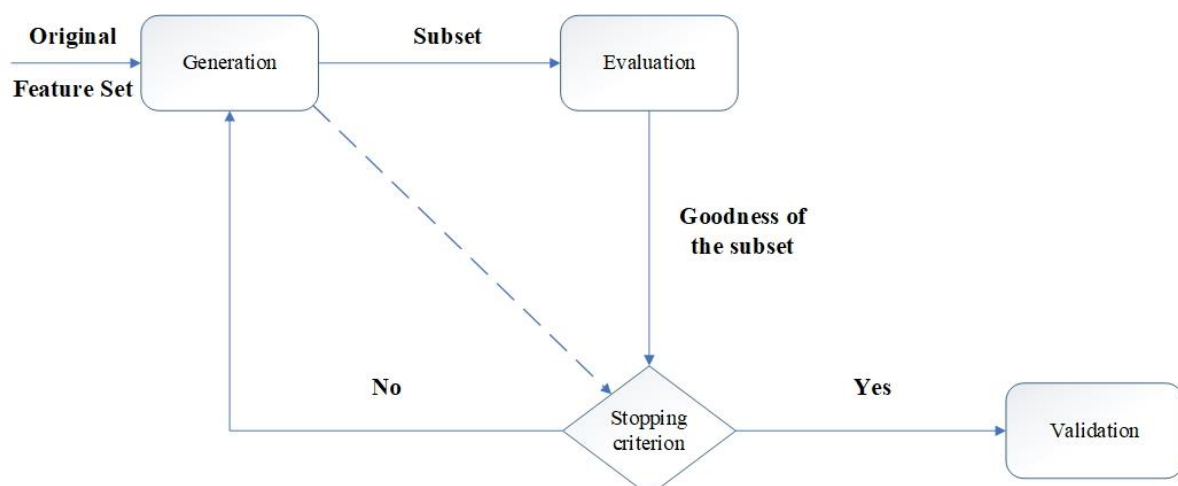 Original
Feature Set
Generation
Subset
Evaluation
Goodness of
the subset
No
Stopping
criterion
Yes
Validation